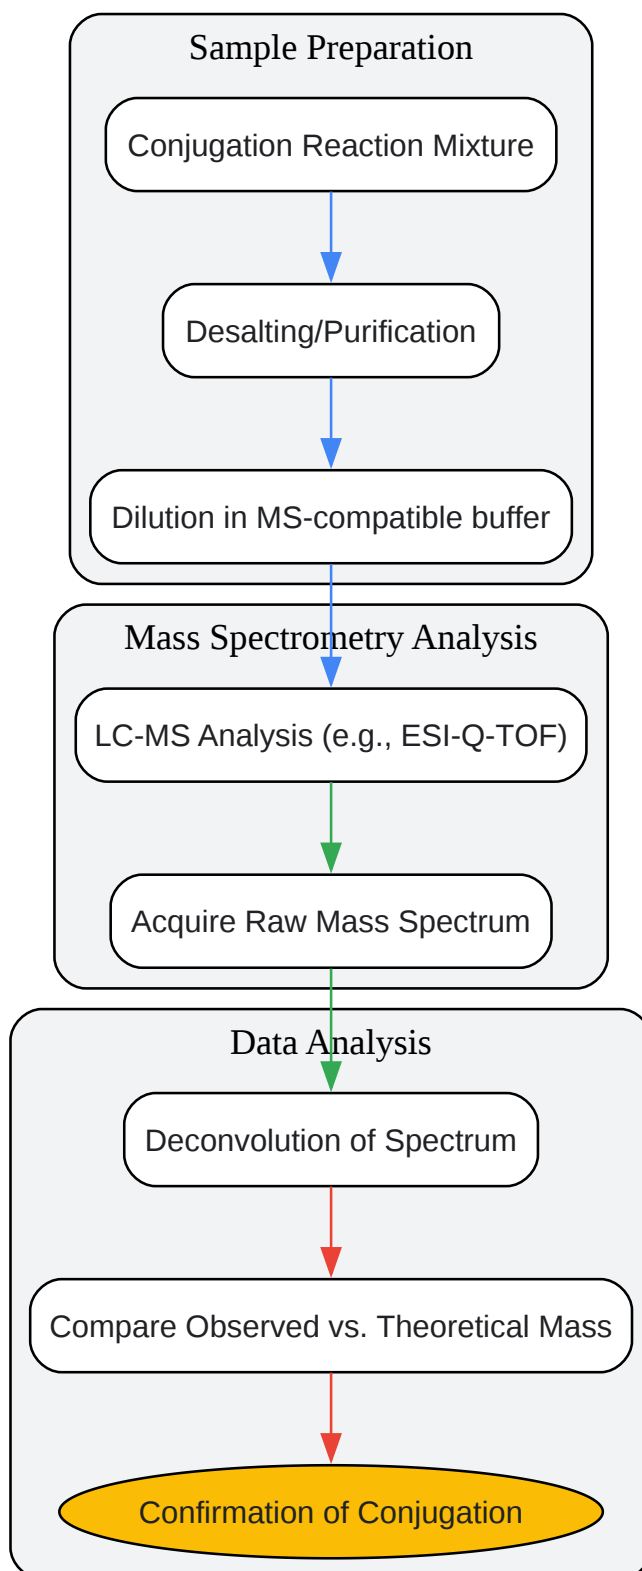 Sample Preparation
Conjugation Reaction Mixture
Desalting/Purification
Dilution in MS-compatible buffer
Mass Spectrometry Analysis
LC-MS Analysis (e.g., ESI-Q-TOF)
Acquire Raw Mass Spectrum
Data Analysis
Deconvolution of Spectrum
Compare Observed vs. Theoretical Mass
Confirmation of Conjugation